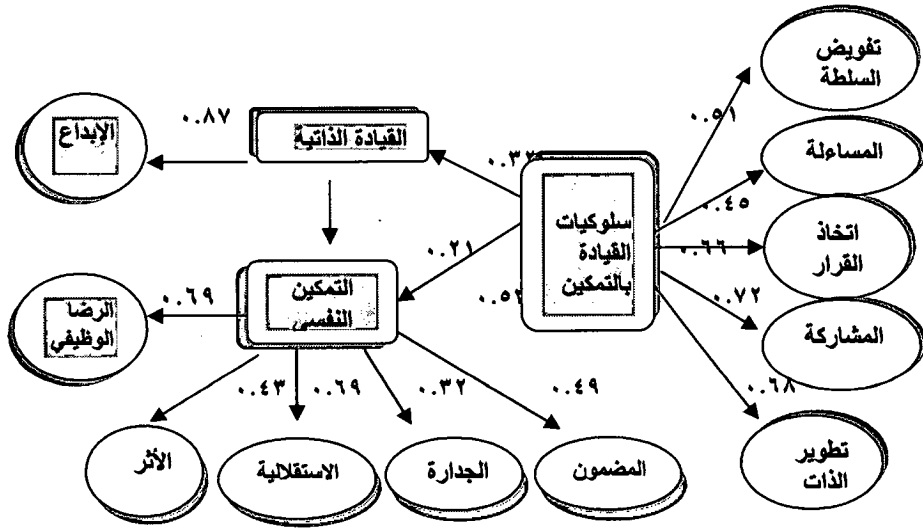 تفويض
السلطة
٠.٥١
٠.٨٧
القيادة الذاتية
الإبداع
المساءلة
٠.٣٢
٠.٤٥
سلوكيات
القيادة
بالتمكين
اتخاذ
القرار
٠.٦٦
٠.٢١
التمكين
النفسي
٠.٦٩
الرضا
الوظيفي
٠.٧٢
المشاركة
٠.٦٨
٠.٤٩
٠.٣٢
٠.٦٩
٠.٤٣
تطوير
الذات
المضمون
الجدارة
الاستقلالية
الأثر